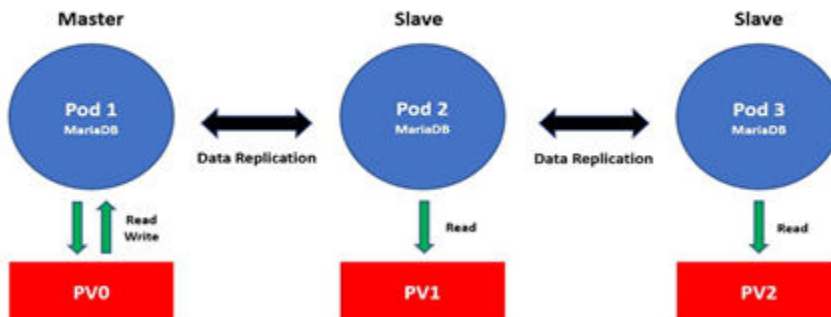 Master
Slave
Slave
Pod 1
MariaDB
Pod 2
MariaDB
Pod 3
MariaDB
Data Replication
Data Replication
Read
Write
Read
Read
PV0
PV1
PV2